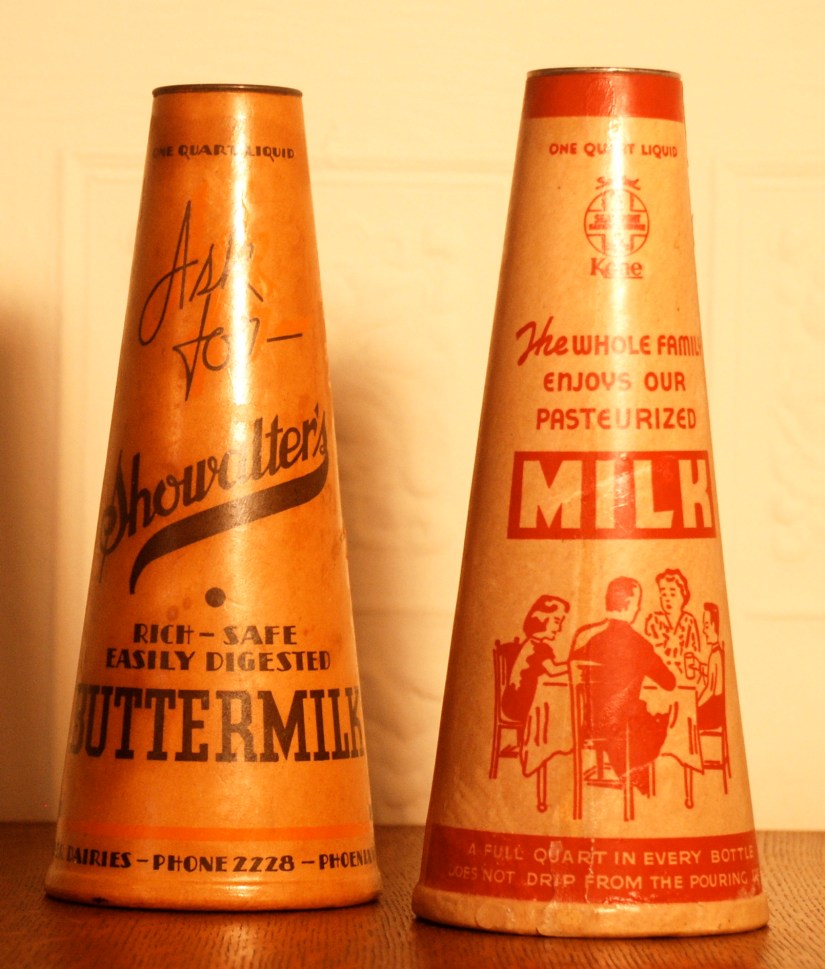 ONE QUART LIQUID
Ask
for—
Showalter's
RICH – SAFE
EASILY DIGESTED
BUTTERMILK
DAIRIES – PHONE 2228 – PHOENIX
ONE QUART LIQUID
Kone
The WHOLE FAMILY
ENJOYS OUR
PASTEURIZED
MILK
A FULL QUART IN EVERY BOTTLE
DOES NOT DRIP FROM THE POURING